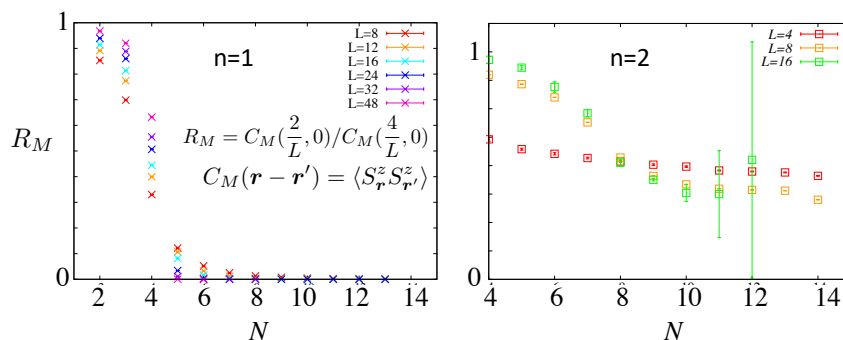 n=1
L=8
L=12
L=16
L=24
L=32
L=48
R_M = C_M(2/L, 0)/C_M(4/L, 0)
C_M(r − r′) = ⟨S^z_r S^z_r′⟩
R_M
1
0
2 4 6 8 10 12 14
N
n=2
L=4
L=8
L=16
1
0
4 6 8 10 12 14
N